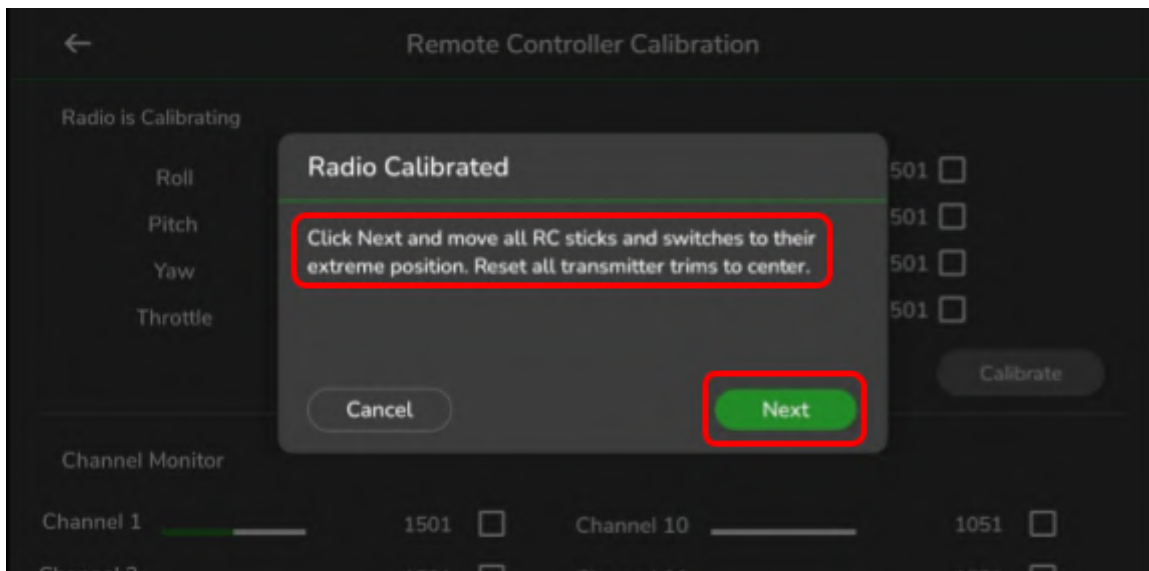 Remote Controller Calibration
Radio is Calibrating
Radio Calibrated
Roll 501
Pitch 501
Yaw 501
Throttle 501
Click Next and move all RC sticks and switches to their
extreme position. Reset all transmitter trims to center.
Calibrate
Cancel Next
Channel Monitor
Channel 1 1501 Channel 10 1051